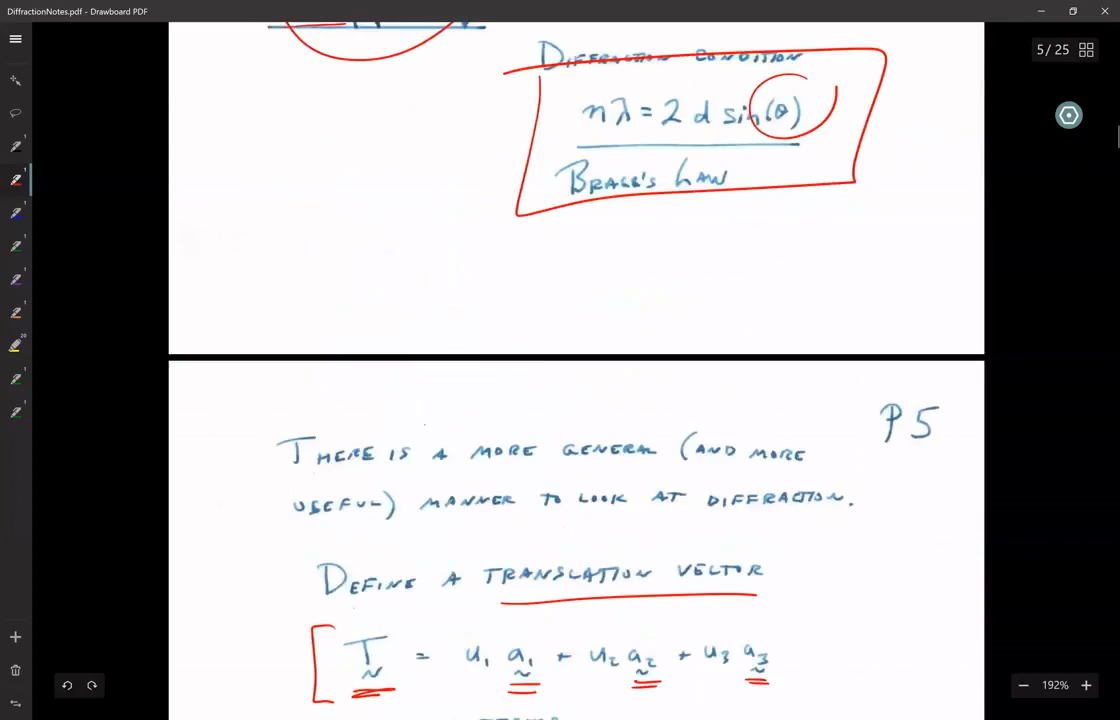 DiffractionNotes.pdf - Drawboard PDF
5 / 25
DIFFRACTION CONDITION
nλ = 2 d sin(θ)
BRAGG'S LAW
P 5
THERE IS A MORE GENERAL (AND MORE
USEFUL) MANNER TO LOOK AT DIFFRACTION.
DEFINE A TRANSLATION VECTOR
T = u₁ a₁ + u₂ a₂ + u₃ a₃
192%